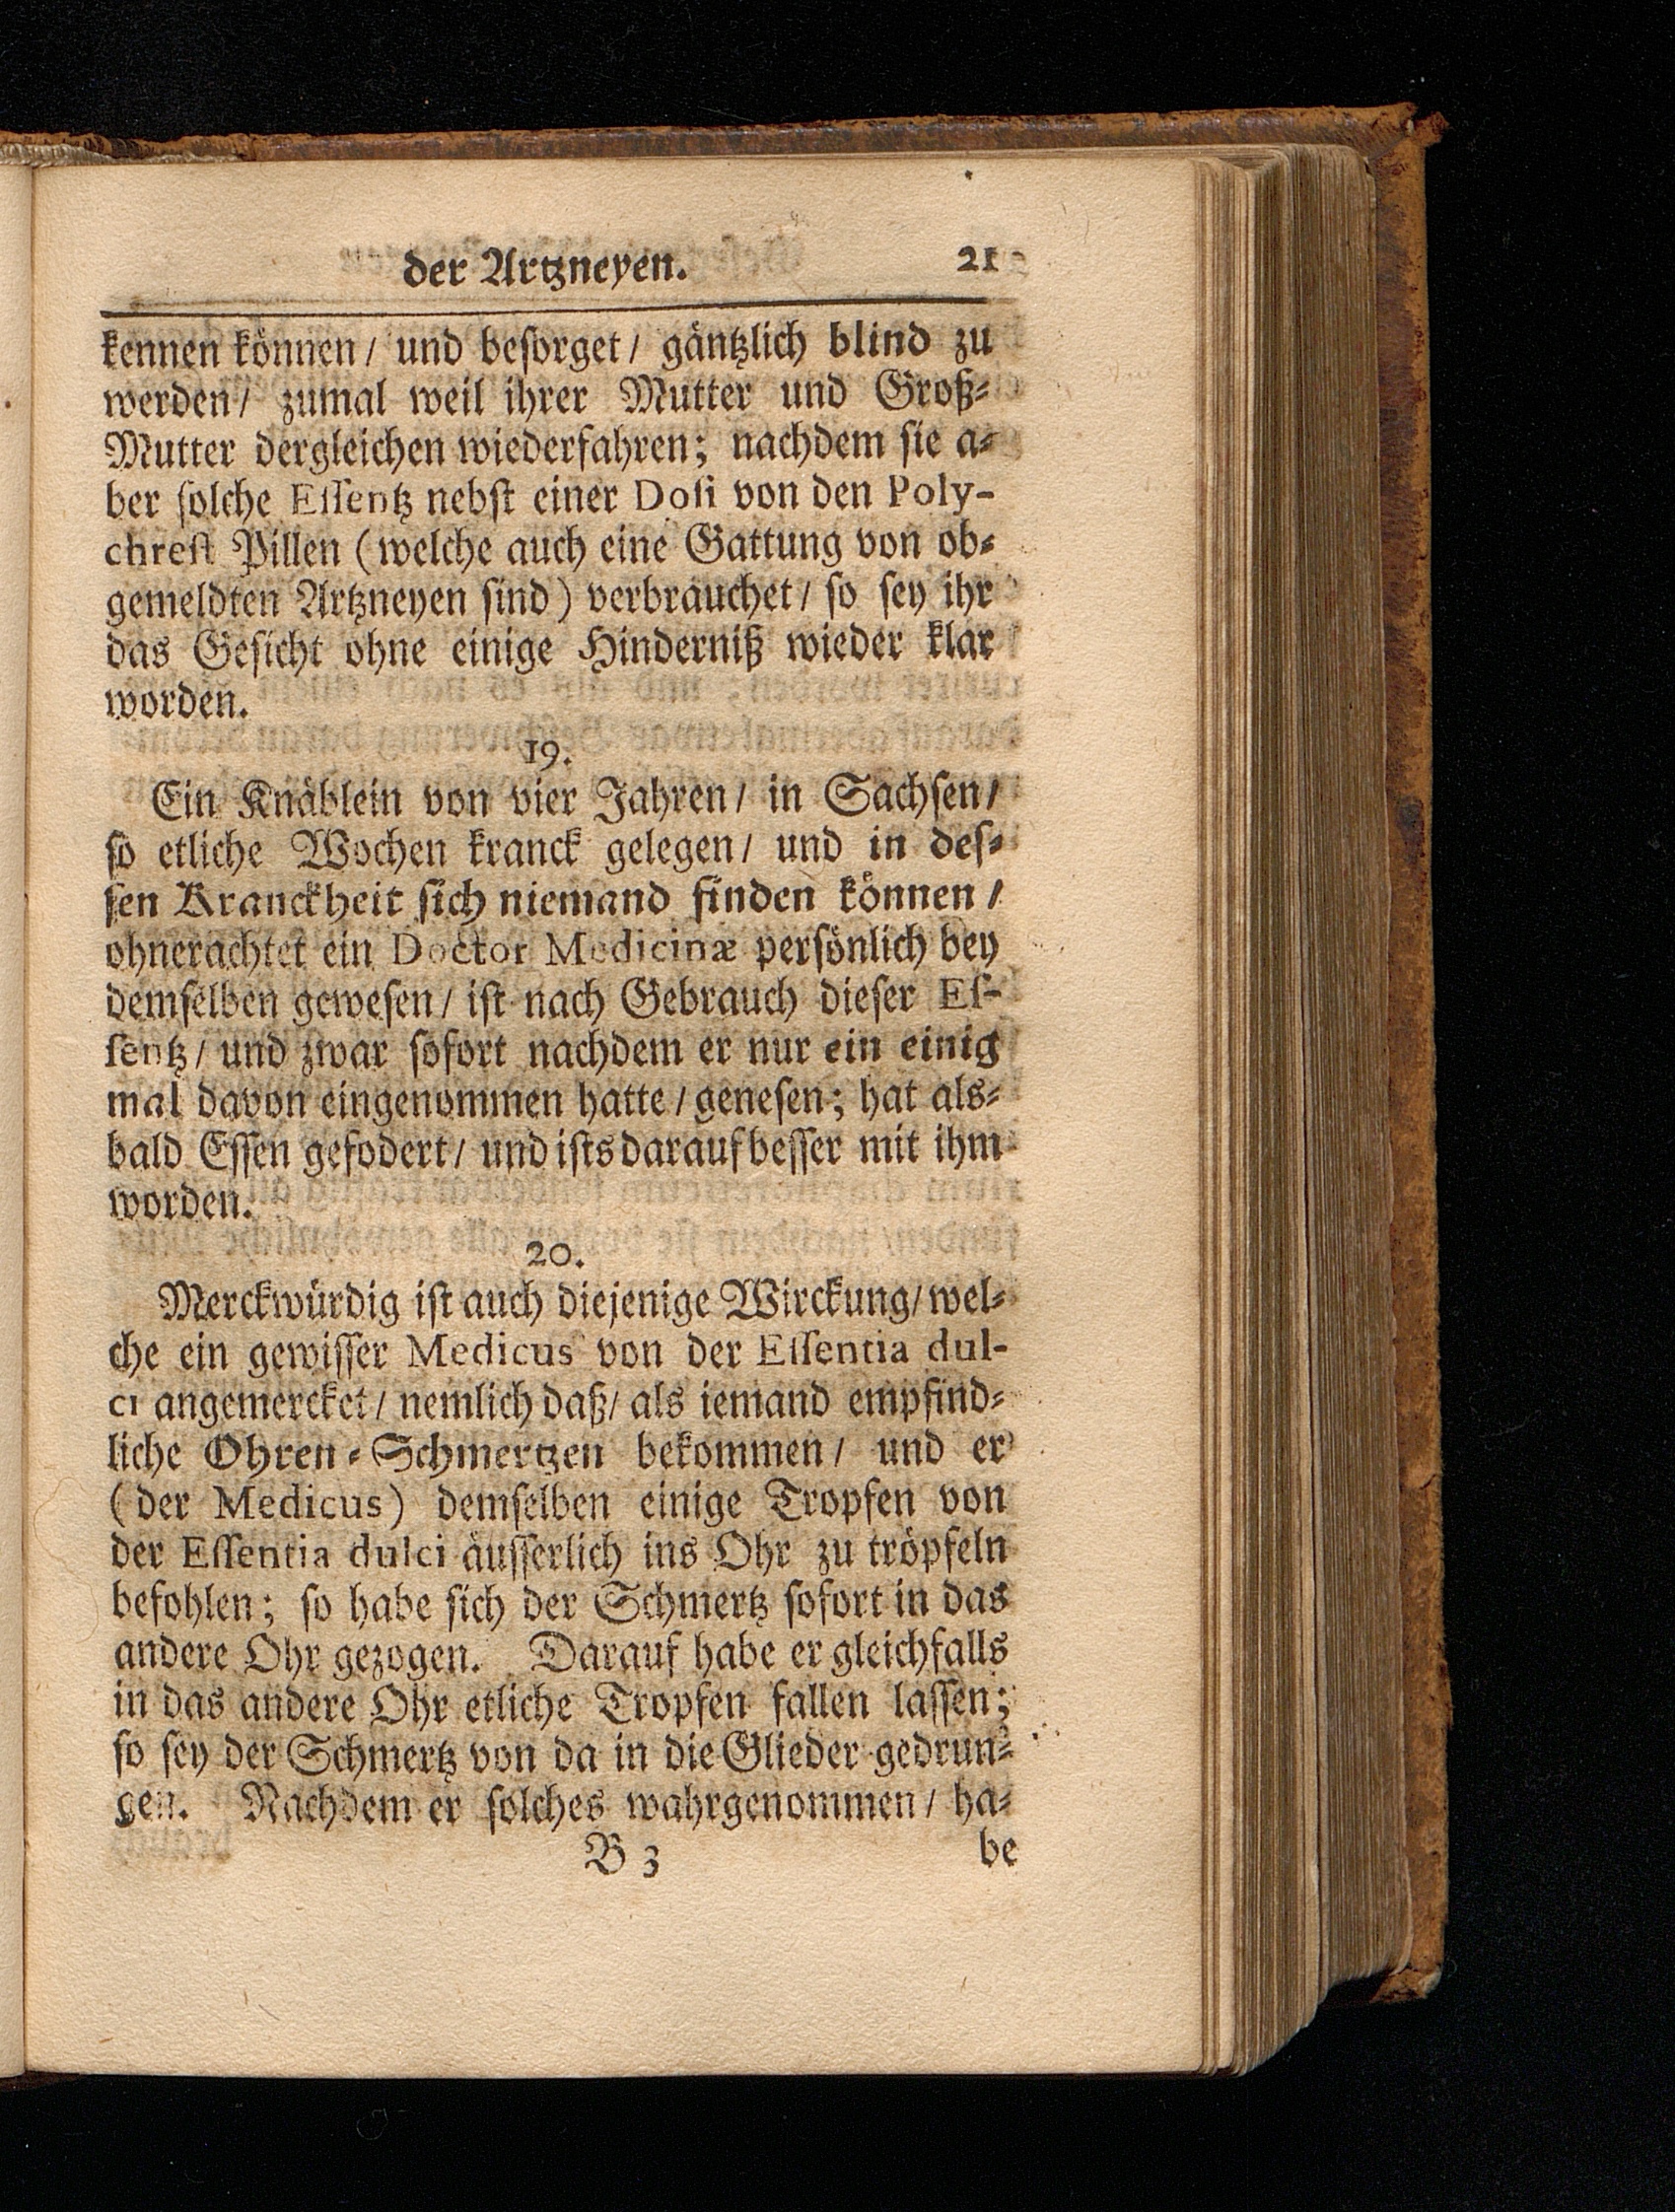 der Artzneyen. 21
kennen können/ und besorget/ gäntzlich blind zu
werden/ zumal weil ihrer Mutter und Groß-
Mutter dergleichen wiederfahren; nachdem sie a-
ber solche Essentz nebst einer Dosi von den Poly-
chrest Pillen (welche auch eine Gattung von ob-
gemeldten Artzneyen sind) verbrauchet/ so sey ihr
das Gesicht ohne einige Hinderniß wieder klar
worden.
19.
Ein Knäblein von vier Jahren/ in Sachsen/
so etliche Wochen kranck gelegen/ und in des-
sen Kranckheit sich niemand finden können/
ohnerachtet ein Doctor Medicinæ persönlich bey
demselben gewesen/ ist nach Gebrauch dieser Es-
sentz/ und zwar sofort nachdem er nur ein einig
mal davon eingenommen hatte/ genesen; hat als-
bald Essen gefodert/ und ists darauf besser mit ihm
worden.
20.
Merckwürdig ist auch diejenige Wirckung/ wel-
che ein gewisser Medicus von der Essentia dul-
ci angemercket/ nemlich daß/ als iemand empfind-
liche Ohren-Schmertzen bekommen/ und er
(der Medicus) demselben einige Tropfen von
der Essentia dulci äusserlich ins Ohr zu tröpfeln
befohlen; so habe sich der Schmertz sofort in das
andere Ohr gezogen. Darauf habe er gleichfalls
in das andere Ohr etliche Tropfen fallen lassen;
so sey der Schmertz von da in die Glieder gedrun-
gen. Nachdem er solches wahrgenommen/ ha-
B 3 be